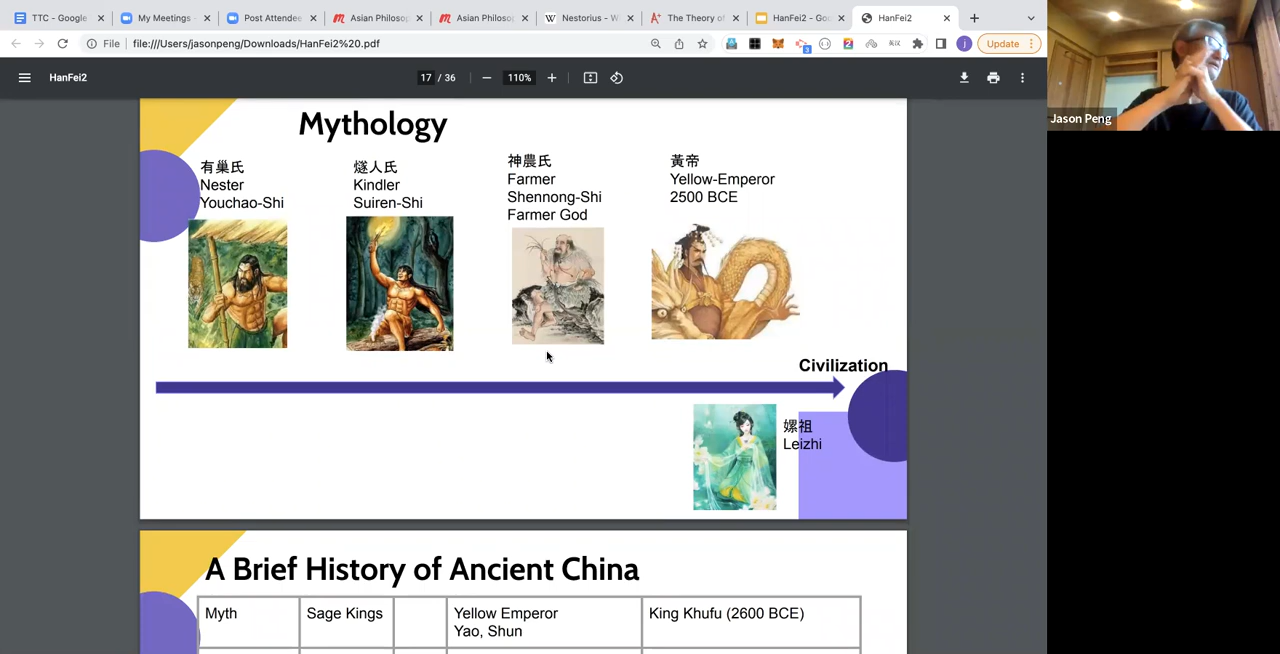 TTC - Google
My Meetings -
Post Attendee
Asian Philosop
Asian Philosop
Nestorius - W
The Theory of
HanFei2 - Goo
HanFei2
File
file:///Users/jasonpeng/Downloads/HanFei2%20.pdf
Update
HanFei2
17 / 36
110%
Jason Peng
Mythology
有巢氏
Nester
Youchao-Shi
燧人氏
Kindler
Suiren-Shi
神農氏
Farmer
Shennong-Shi
Farmer God
黃帝
Yellow-Emperor
2500 BCE
Civilization
嫘祖
Leizhi
A Brief History of Ancient China
Myth
Sage Kings
Yellow Emperor
Yao, Shun
King Khufu (2600 BCE)